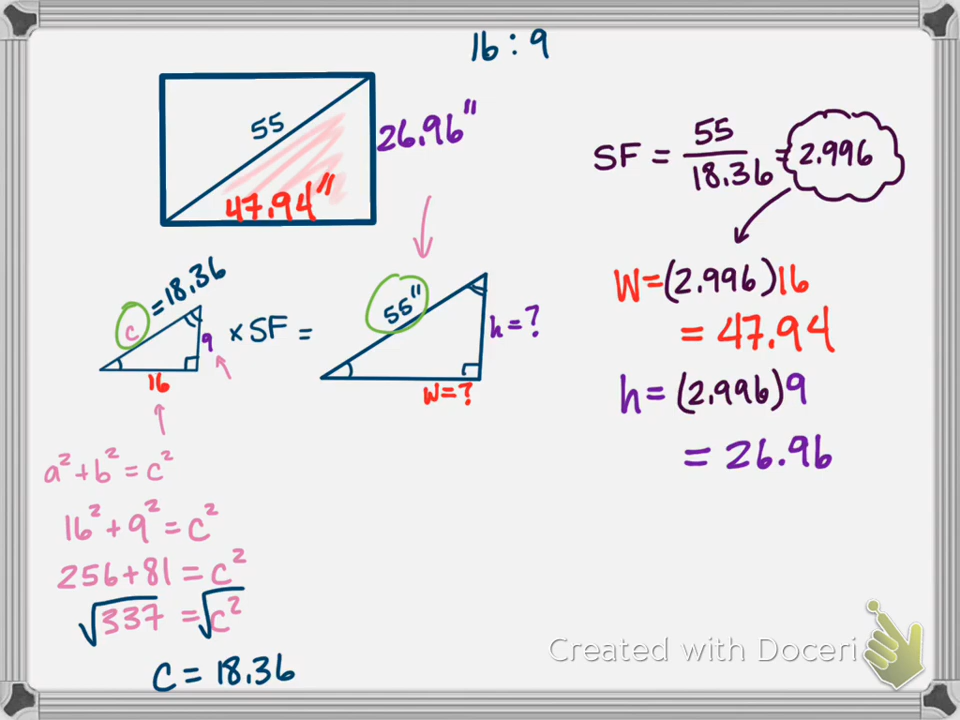 16 : 9
55
26.96"
47.94"
SF = 55/18.36 = 2.996
c = 18.36
9
16
× SF =
55"
h = ?
w = ?
W = (2.996)16
= 47.94
h = (2.996)9
= 26.96
a² + b² = c²
16² + 9² = c²
256 + 81 = c²
√337 = √c²
c = 18.36
Created with Doceri